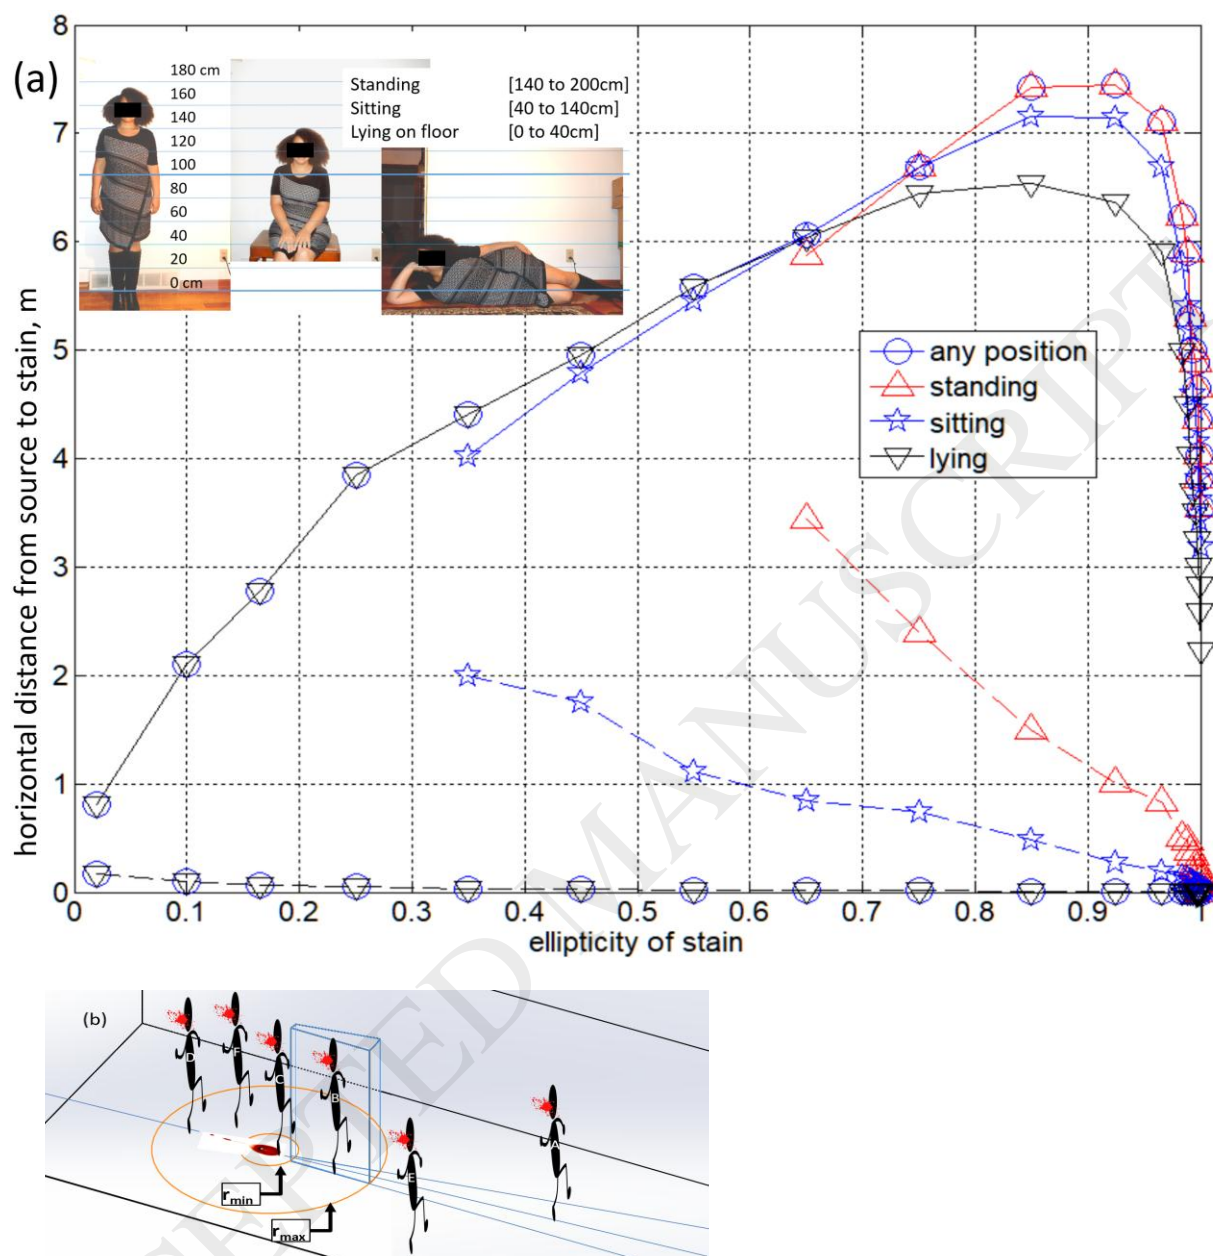 (a)
8
7
6
5
4
3
2
1
0
horizontal distance from source to stain, m
180 cm
160
140
120
100
80
60
40
20
0 cm
Standing [140 to 200cm]
Sitting [40 to 140cm]
Lying on floor [0 to 40cm]
any position
standing
sitting
lying
0 0.1 0.2 0.3 0.4 0.5 0.6 0.7 0.8 0.9 1
ellipticity of stain
(b)
D
F
C
B
E
A
rmin
rmax
ACCEPTED MANUSCRIPT